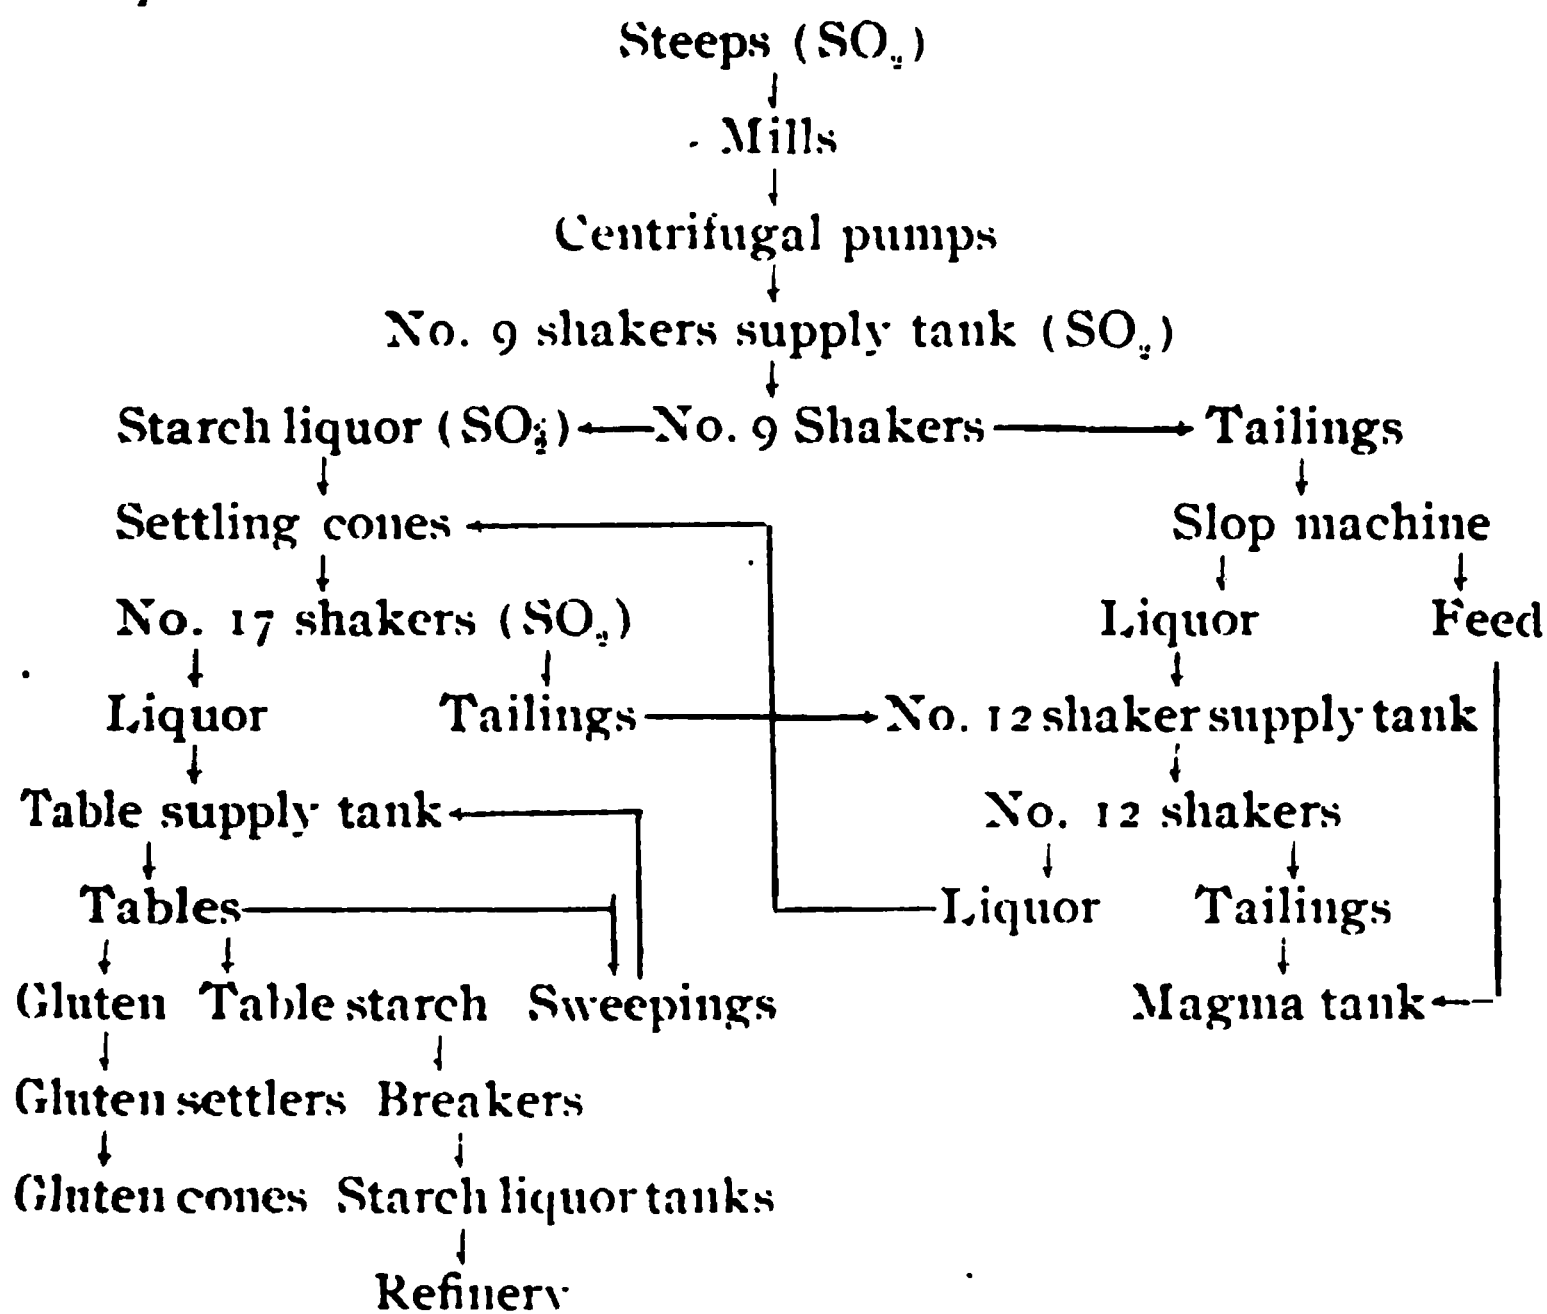 Steeps (SO₂)
Mills
Centrifugal pumps
No. 9 shakers supply tank (SO₂)
Starch liquor (SO₂) No. 9 Shakers Tailings
Settling cones Slop machine
No. 17 shakers (SO₂) Liquor Feed
Liquor Tailings No. 12 shaker supply tank
Table supply tank No. 12 shakers
Tables Liquor Tailings
Gluten Table starch Sweepings Magma tank
Gluten settlers Breakers
Gluten cones Starch liquor tanks
Refinery